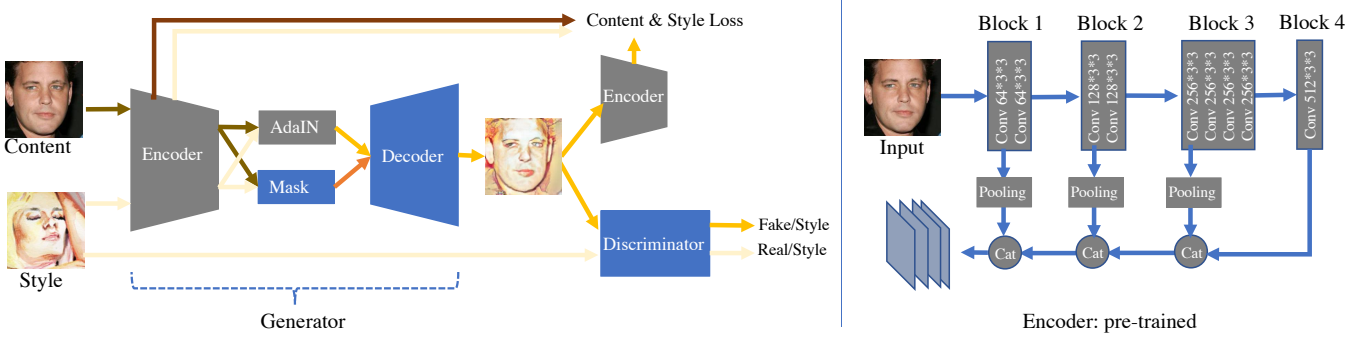 Content & Style Loss
Content
Encoder
AdaIN
Mask
Decoder
Encoder
Style
Discriminator
Fake/Style
Real/Style
Generator
Block 1
Block 2
Block 3
Block 4
Input
Conv 64*3*3
Conv 64*3*3
Conv 128*3*3
Conv 128*3*3
Conv 256*3*3
Conv 256*3*3
Conv 256*3*3
Conv 256*3*3
Conv 512*3*3
Pooling
Pooling
Pooling
Cat
Cat
Cat
Encoder: pre-trained